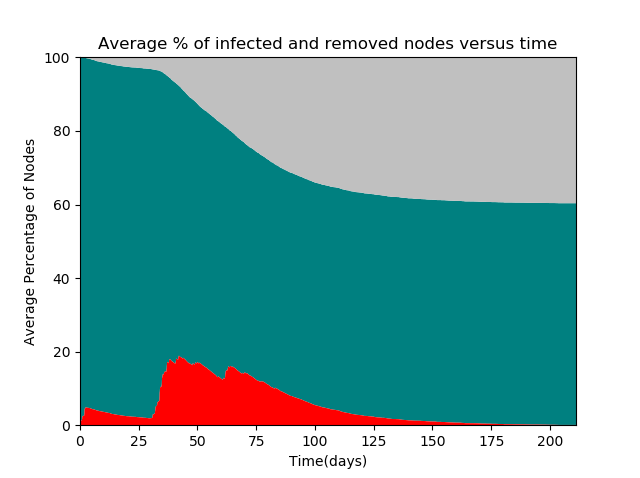 Average % of infected and removed nodes versus time
100
80
60
40
20
0
Average Percentage of Nodes
0 25 50 75 100 125 150 175 200
Time(days)